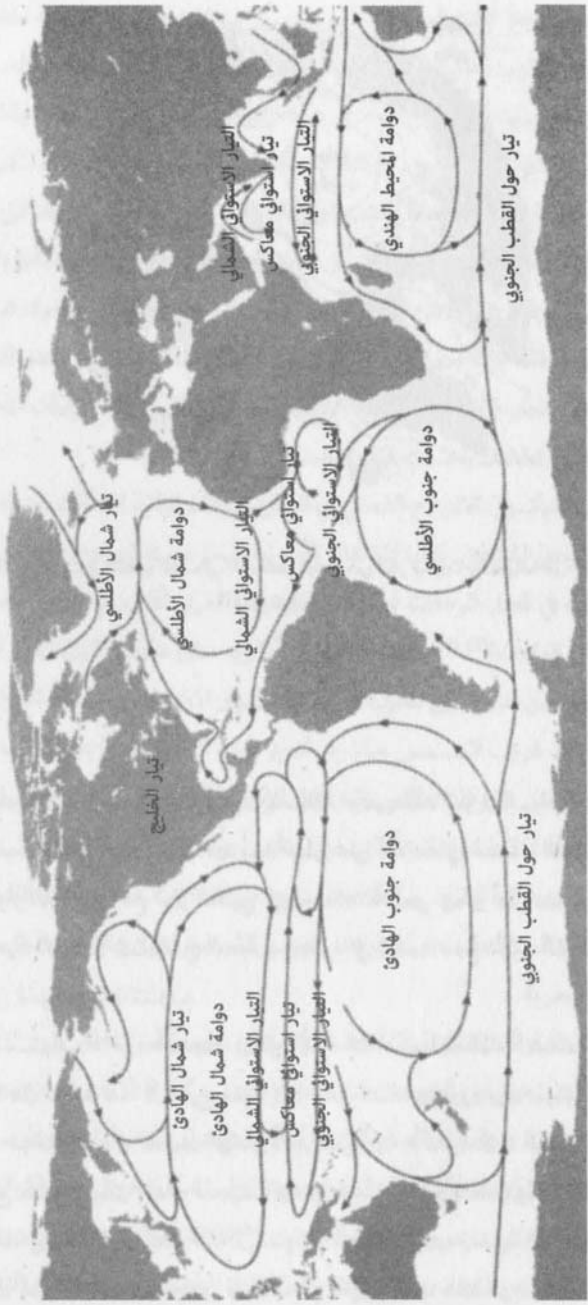 تيار شمال الهادئ
دوامة شمال الهادئ
التيار الاستوائي الشمالي
تيار استوائي معاكس
التيار الاستوائي الجنوبي
دوامة جنوب الهادئ
تيار حول القطب الجنوبي
تيار الخليج
تيار شمال الأطلسي
دوامة شمال الأطلسي
التيار الاستوائي الشمالي
تيار استوائي معاكس
التيار الاستوائي الجنوبي
دوامة جنوب الأطلسي
التيار الاستوائي الشمالي
تيار استوائي معاكس
التيار الاستوائي الجنوبي
دوامة المحيط الهندي
تيار حول القطب الجنوبي